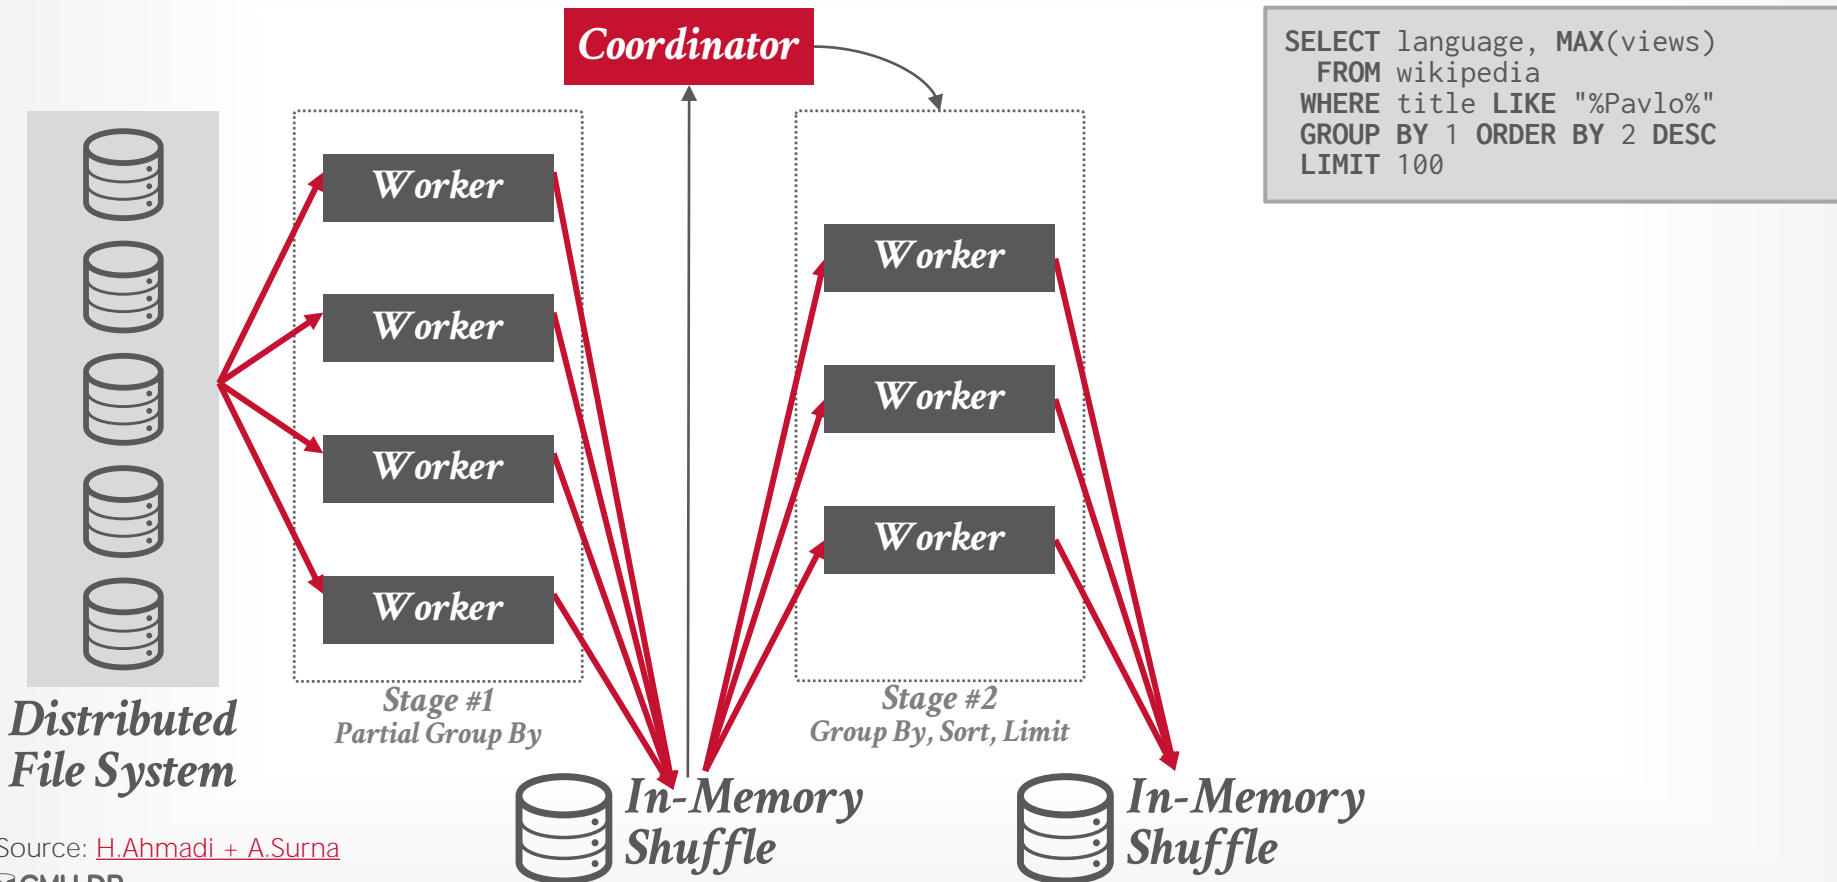 Coordinator
SELECT language, MAX(views)
FROM wikipedia
WHERE title LIKE "%Pavlo%"
GROUP BY 1 ORDER BY 2 DESC
LIMIT 100
Worker
Worker
Worker
Worker
Stage #1
Partial Group By
Worker
Worker
Worker
Stage #2
Group By, Sort, Limit
Distributed
File System
In-Memory
Shuffle
In-Memory
Shuffle
Source: H.Ahmadi + A.Surna